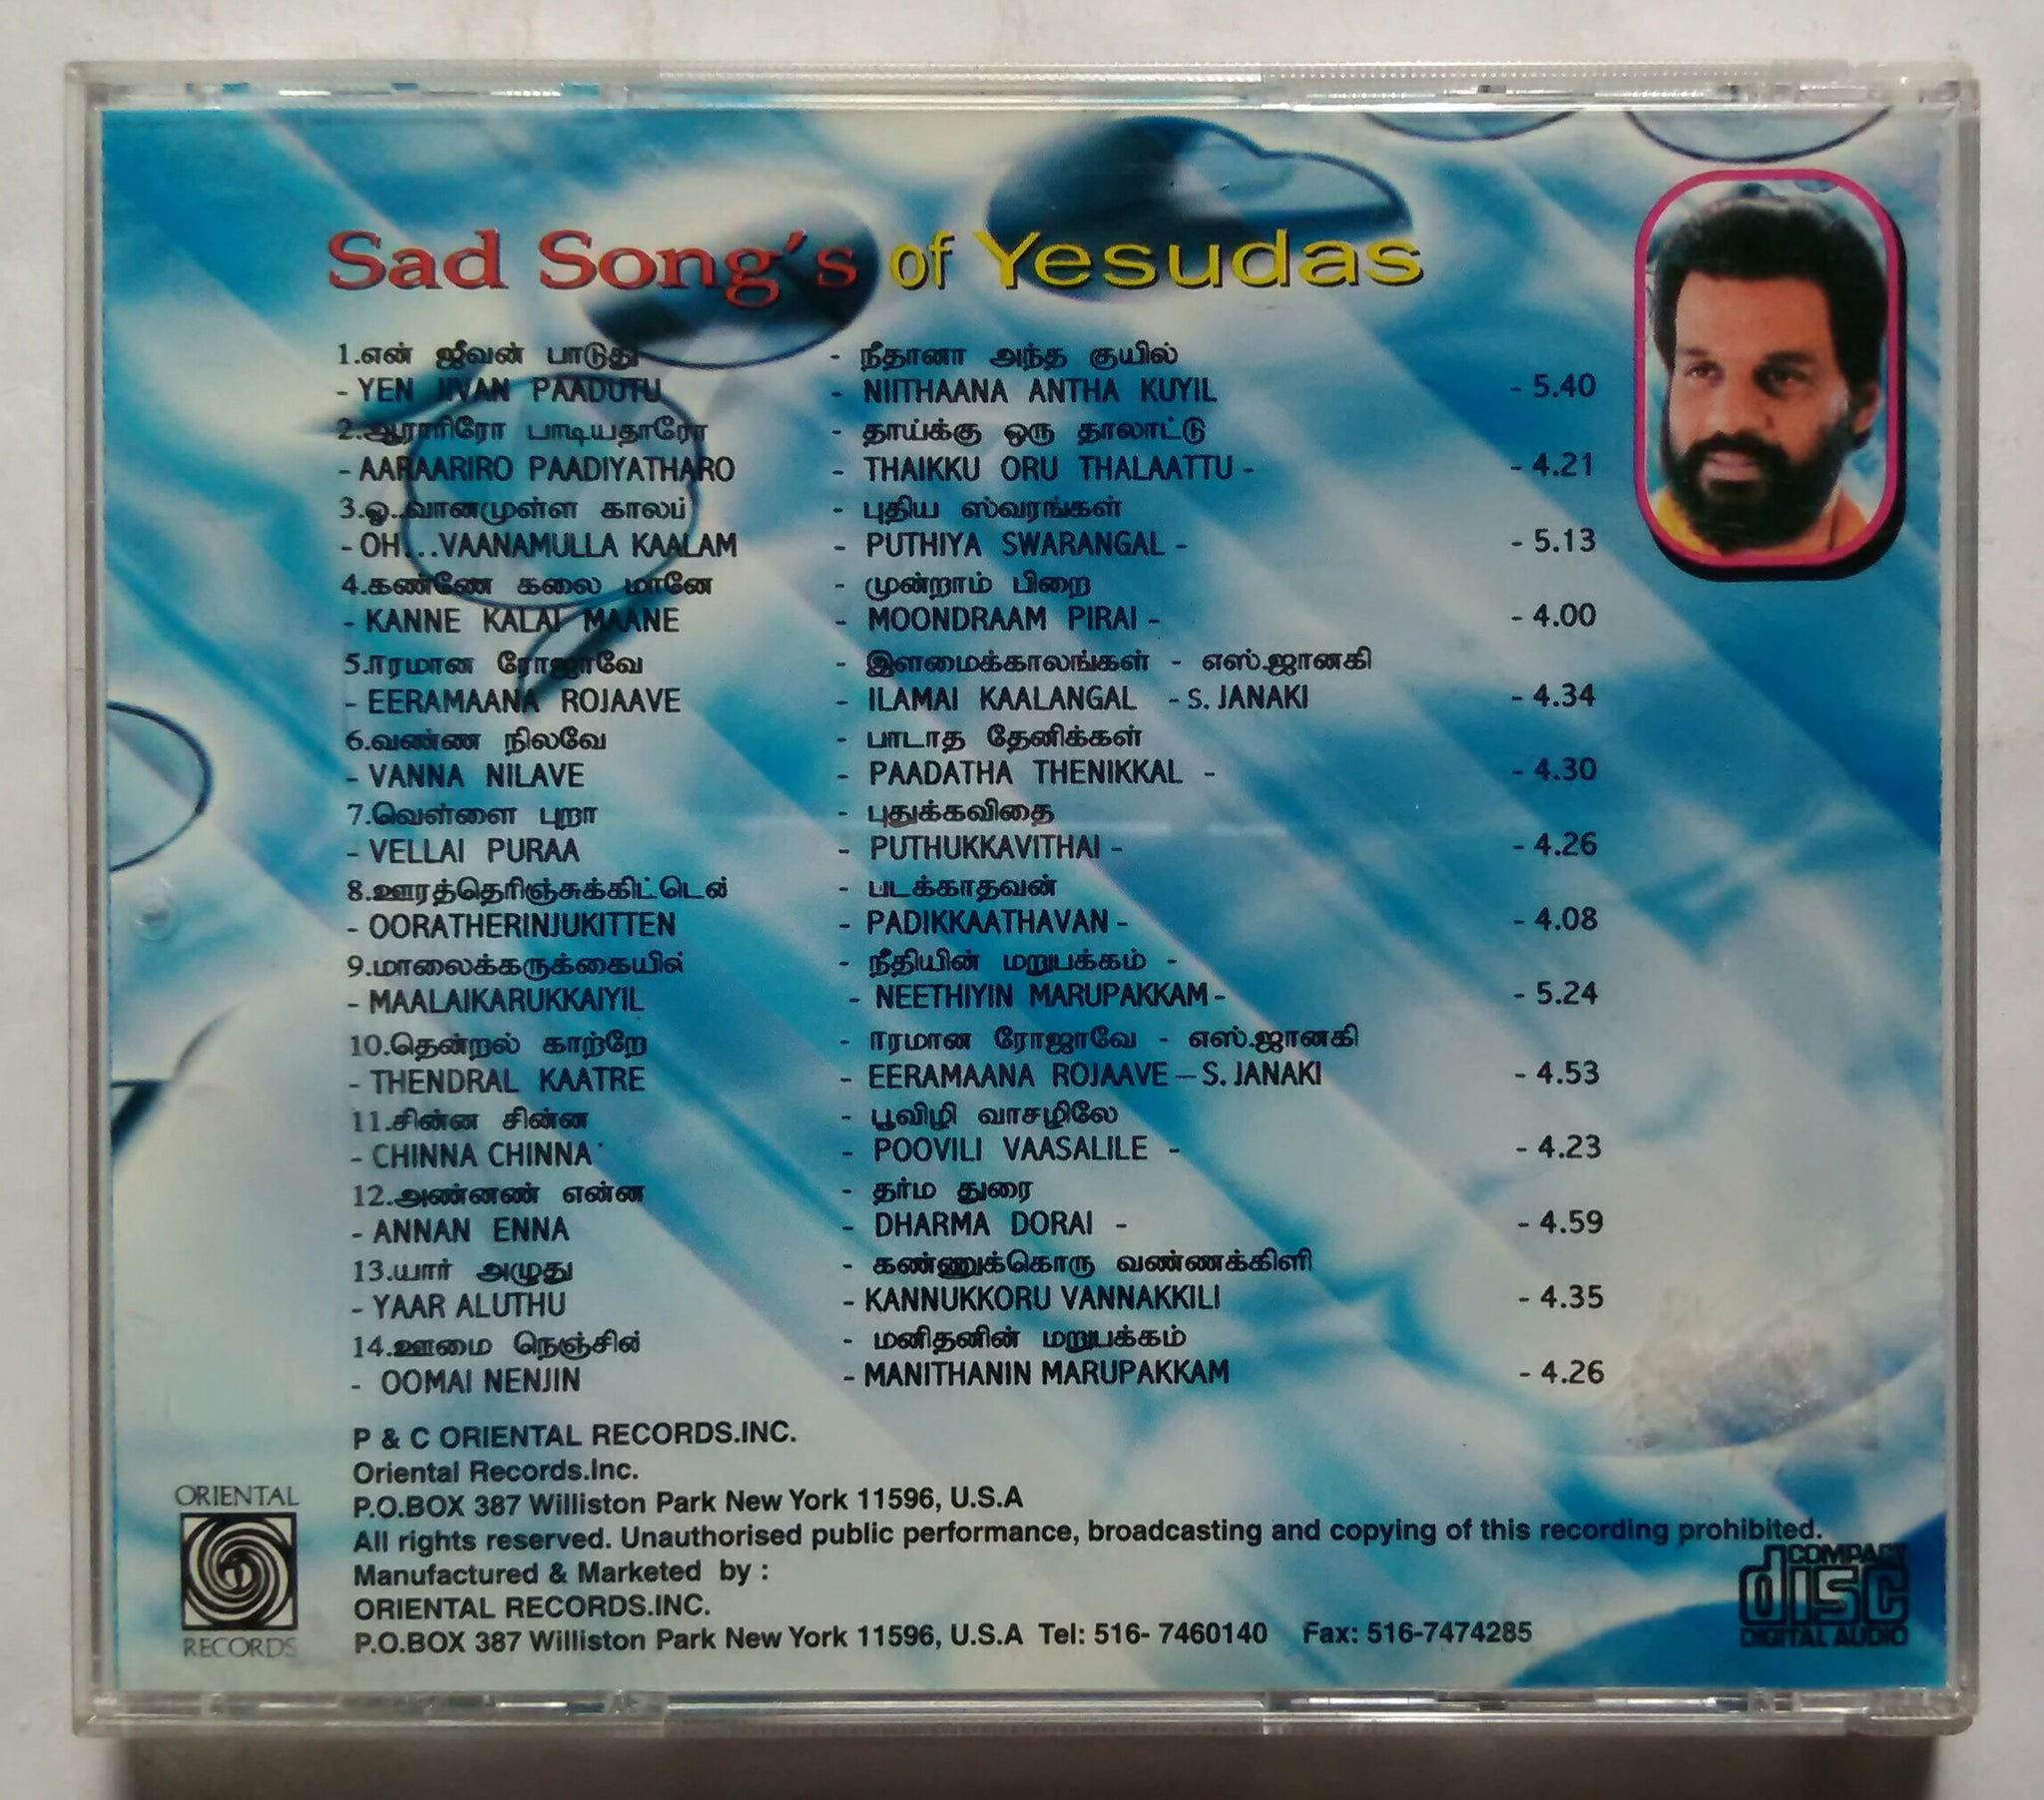 Sad Song's of Yesudas
1.என் ஜீவன் பாடுது - நீதானா அந்த குயில்
- YEN JIVAN PAADUTU - NIITHAANA ANTHA KUYIL - 5.40
2.ஆராரிரோ பாடியதாரோ - தாய்க்கு ஒரு தாலாட்டு
- AARAARIRO PAADIYATHARO - THAIKKU ORU THALAATTU - - 4.21
3.ஓ..வானமுள்ள காலம் - புதிய ஸ்வரங்கள்
- OH...VAANAMULLA KAALAM - PUTHIYA SWARANGAL - - 5.13
4.கண்ணே கலை மானே - முன்றாம் பிறை
- KANNE KALAI MAANE - MOONDRAAM PIRAI - - 4.00
5.ஈரமான ரோஜாவே - இளமைக்காலங்கள் - எஸ்.ஜானகி
- EERAMAANA ROJAAVE - ILAMAI KAALANGAL - S. JANAKI - 4.34
6.வண்ண நிலவே - பாடாத தேனிக்கள்
- VANNA NILAVE - PAADATHA THENIKKAL - - 4.30
7.வெள்ளை புறா - புதுக்கவிதை
- VELLAI PURAA - PUTHUKKAVITHAI - - 4.26
8.ஊரத்தெரிஞ்சுக்கிட்டென் - படக்காதவன்
- OORATHERINJUKITTEN - PADIKKAATHAVAN - - 4.08
9.மாலைக்கருக்கையில் - நீதியின் மறுபக்கம் -
- MAALAIKARUKKAIYIL - NEETHIYIN MARUPAKKAM - - 5.24
10.தென்றல் காற்றே - ஈரமான ரோஜாவே - எஸ்.ஜானகி
- THENDRAL KAATRE - EERAMAANA ROJAAVE – S. JANAKI - 4.53
11.சின்ன சின்ன - பூவிழி வாசழிலே
- CHINNA CHINNA - POOVILI VAASALILE - - 4.23
12.அண்ணண் என்ன - தர்ம துரை
- ANNAN ENNA - DHARMA DORAI - - 4.59
13.யார் அழுது - கண்ணுக்கொரு வண்ணக்கிளி
- YAAR ALUTHU - KANNUKKORU VANNAKKILI - 4.35
14.ஊமை நெஞ்சின் - மனிதனின் மறுபக்கம்
- OOMAI NENJIN - MANITHANIN MARUPAKKAM - 4.26
P & C ORIENTAL RECORDS.INC.
Oriental Records.Inc.
P.O.BOX 387 Williston Park New York 11596, U.S.A
All rights reserved. Unauthorised public performance, broadcasting and copying of this recording prohibited.
Manufactured & Marketed by :
ORIENTAL RECORDS.INC.
P.O.BOX 387 Williston Park New York 11596, U.S.A Tel: 516- 7460140 Fax: 516-7474285
ORIENTAL
RECORDS
COMPACT
disc
DIGITAL AUDIO